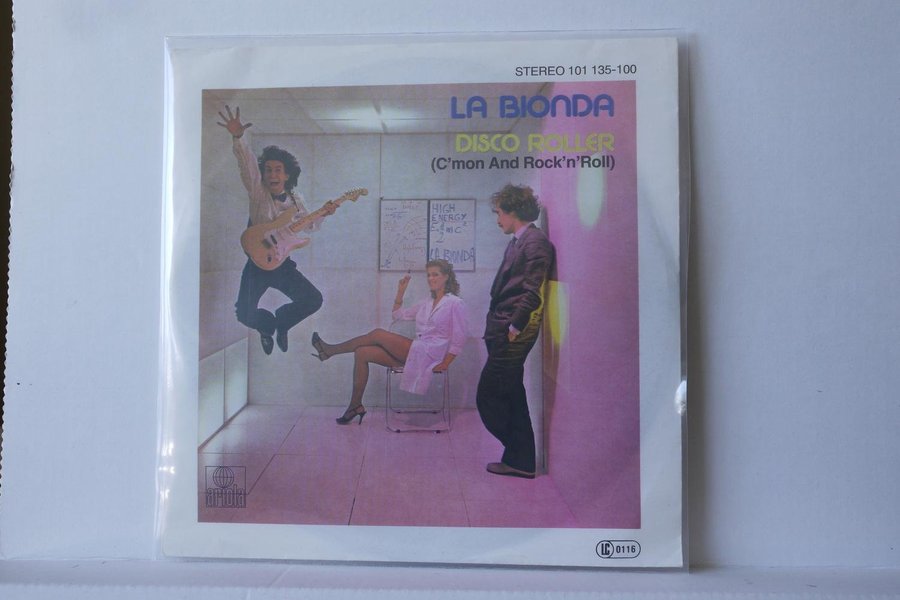 STEREO 101 135-100
LA BIONDA
DISCO ROLLER
(C'mon And Rock'n'Roll)
HIGH
ENERGY
LA BIONDA
ariola
LC 0116